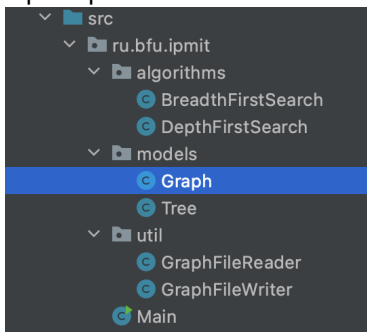 src
ru.bfu.ipmit
algorithms
BreadthFirstSearch
DepthFirstSearch
models
Graph
Tree
util
GraphFileReader
GraphFileWriter
Main